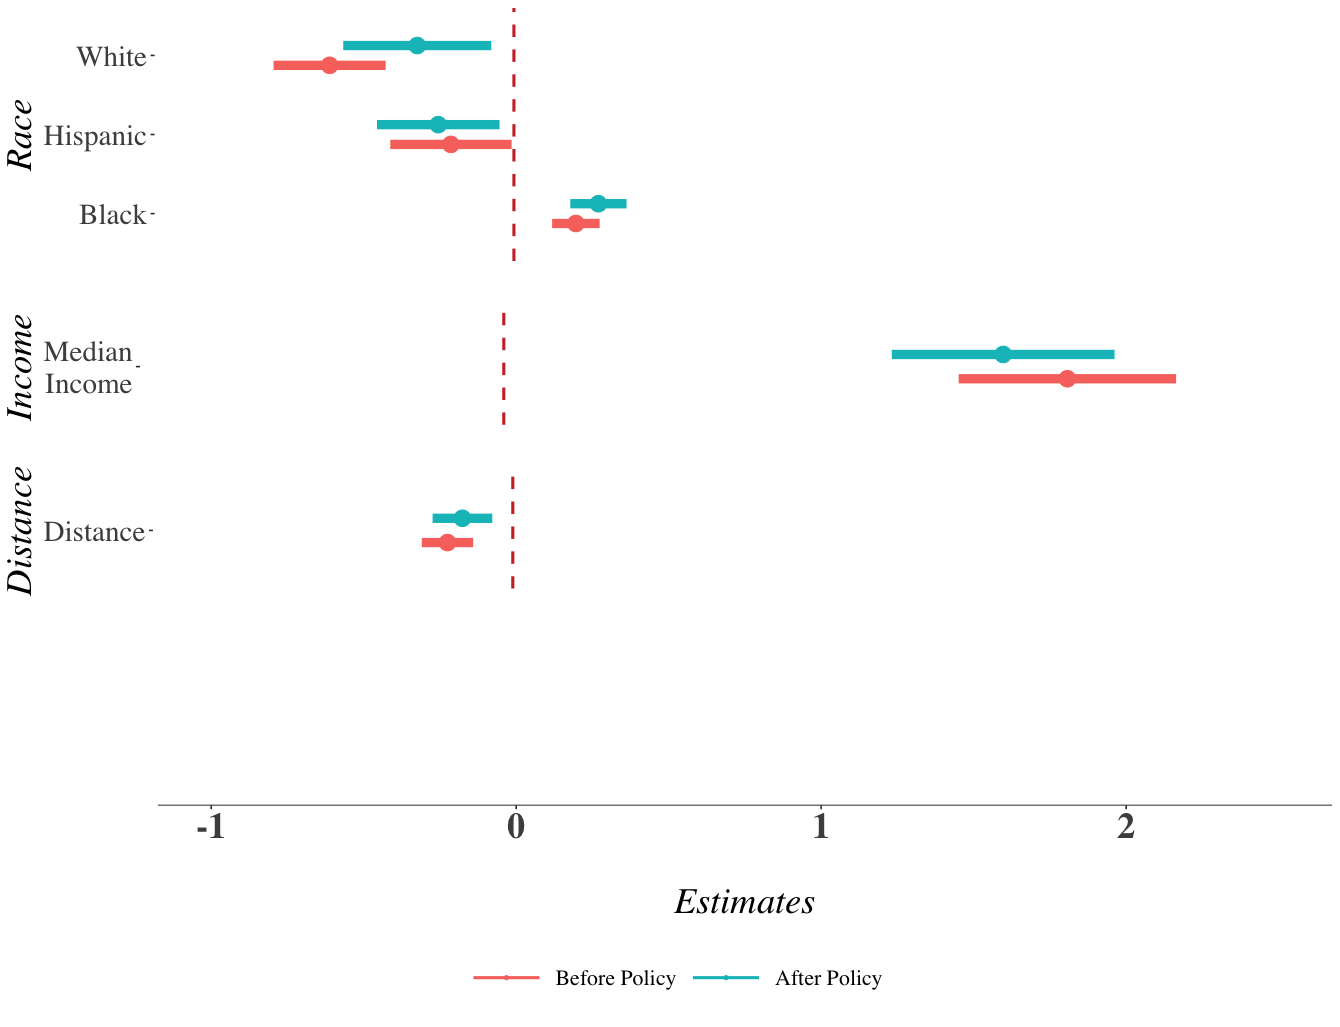 Race
White
Hispanic
Black
Income
Median
Income
Distance
Distance
-1 0 1 2
Estimates
Before Policy After Policy